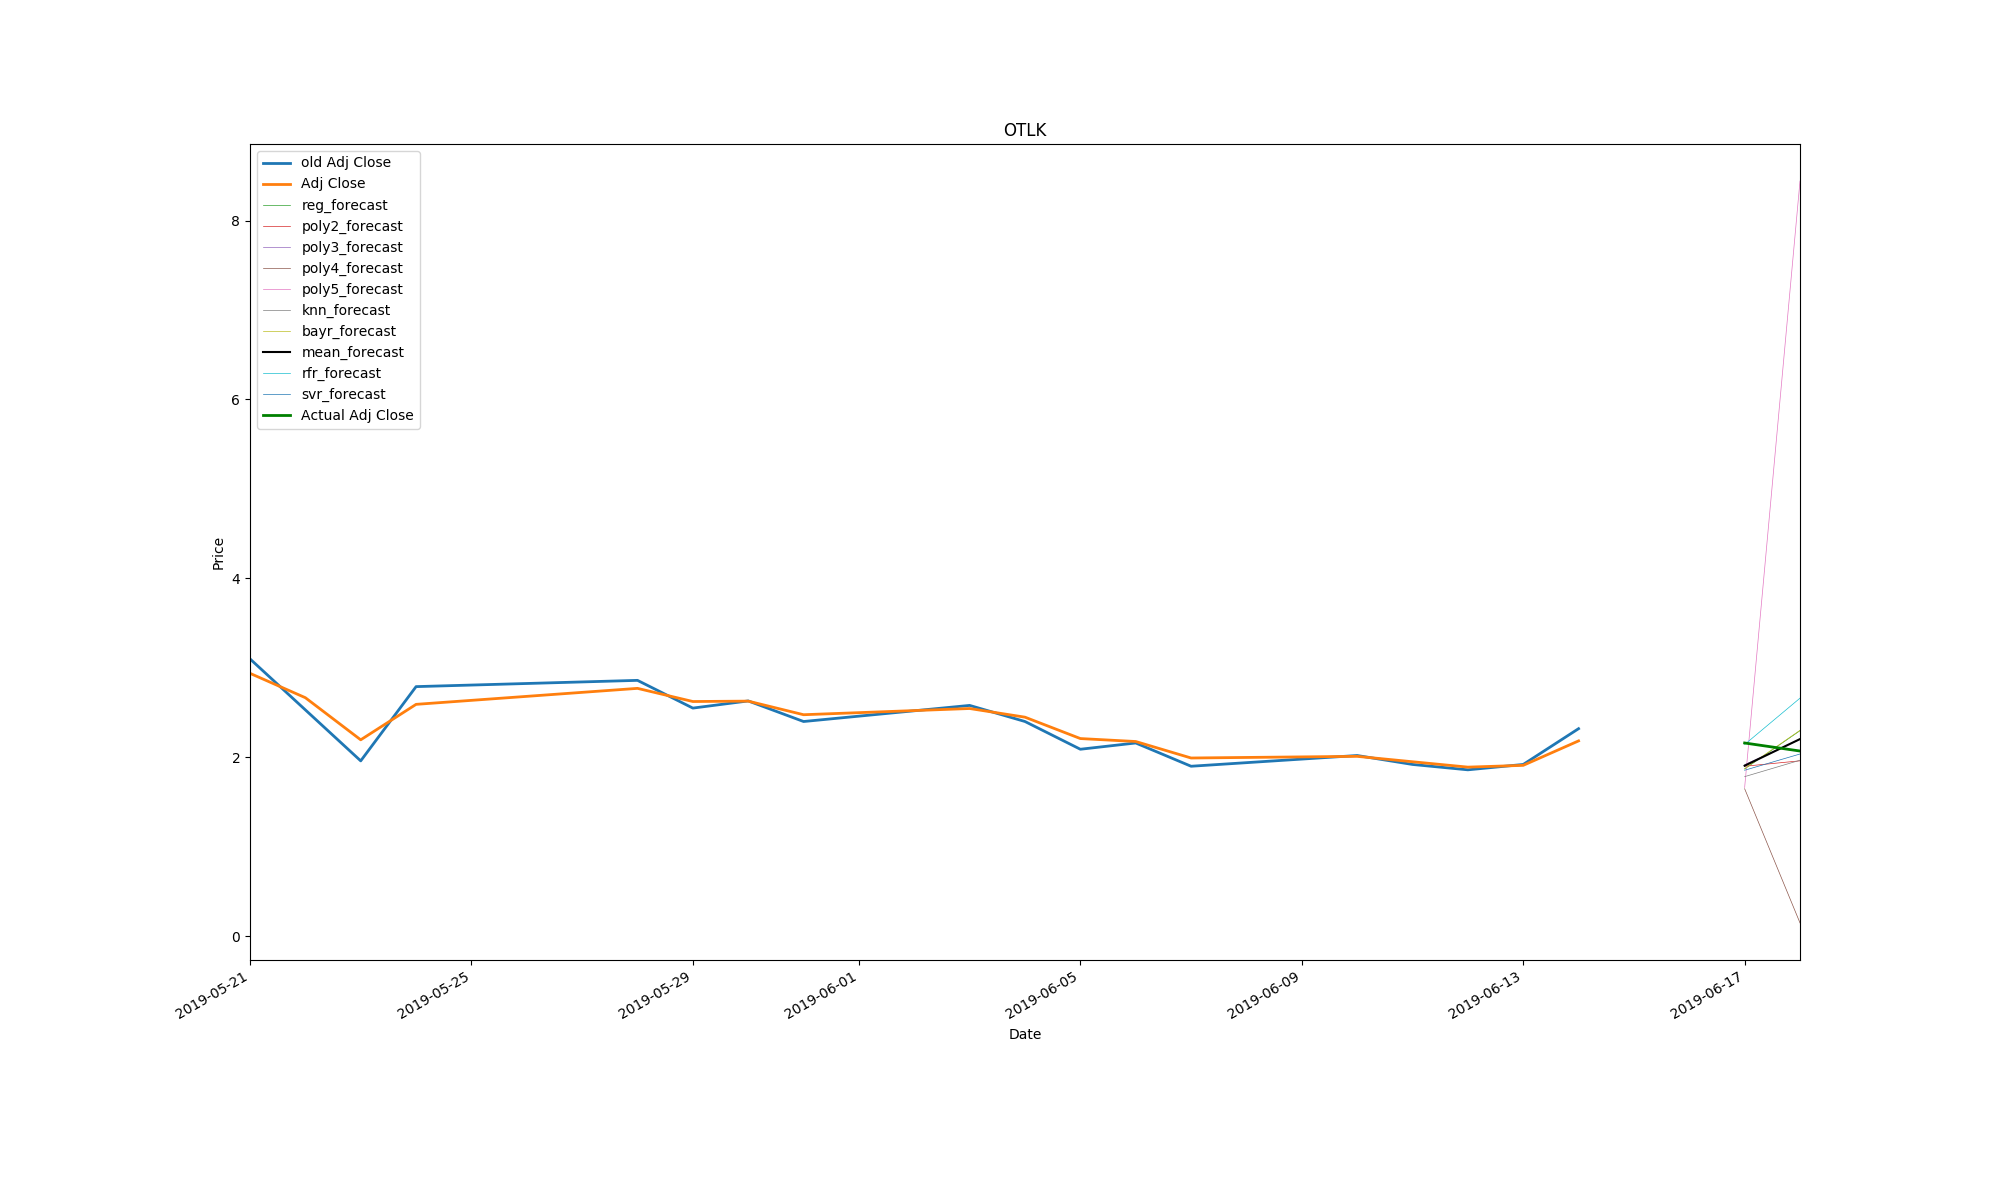 OTLK
old Adj Close
Adj Close
reg_forecast
poly2_forecast
poly3_forecast
poly4_forecast
poly5_forecast
knn_forecast
bayr_forecast
mean_forecast
rfr_forecast
svr_forecast
Actual Adj Close
8
6
4
2
0
Price
2019-05-21
2019-05-25
2019-05-29
2019-06-01
2019-06-05
2019-06-09
2019-06-13
2019-06-17
Date